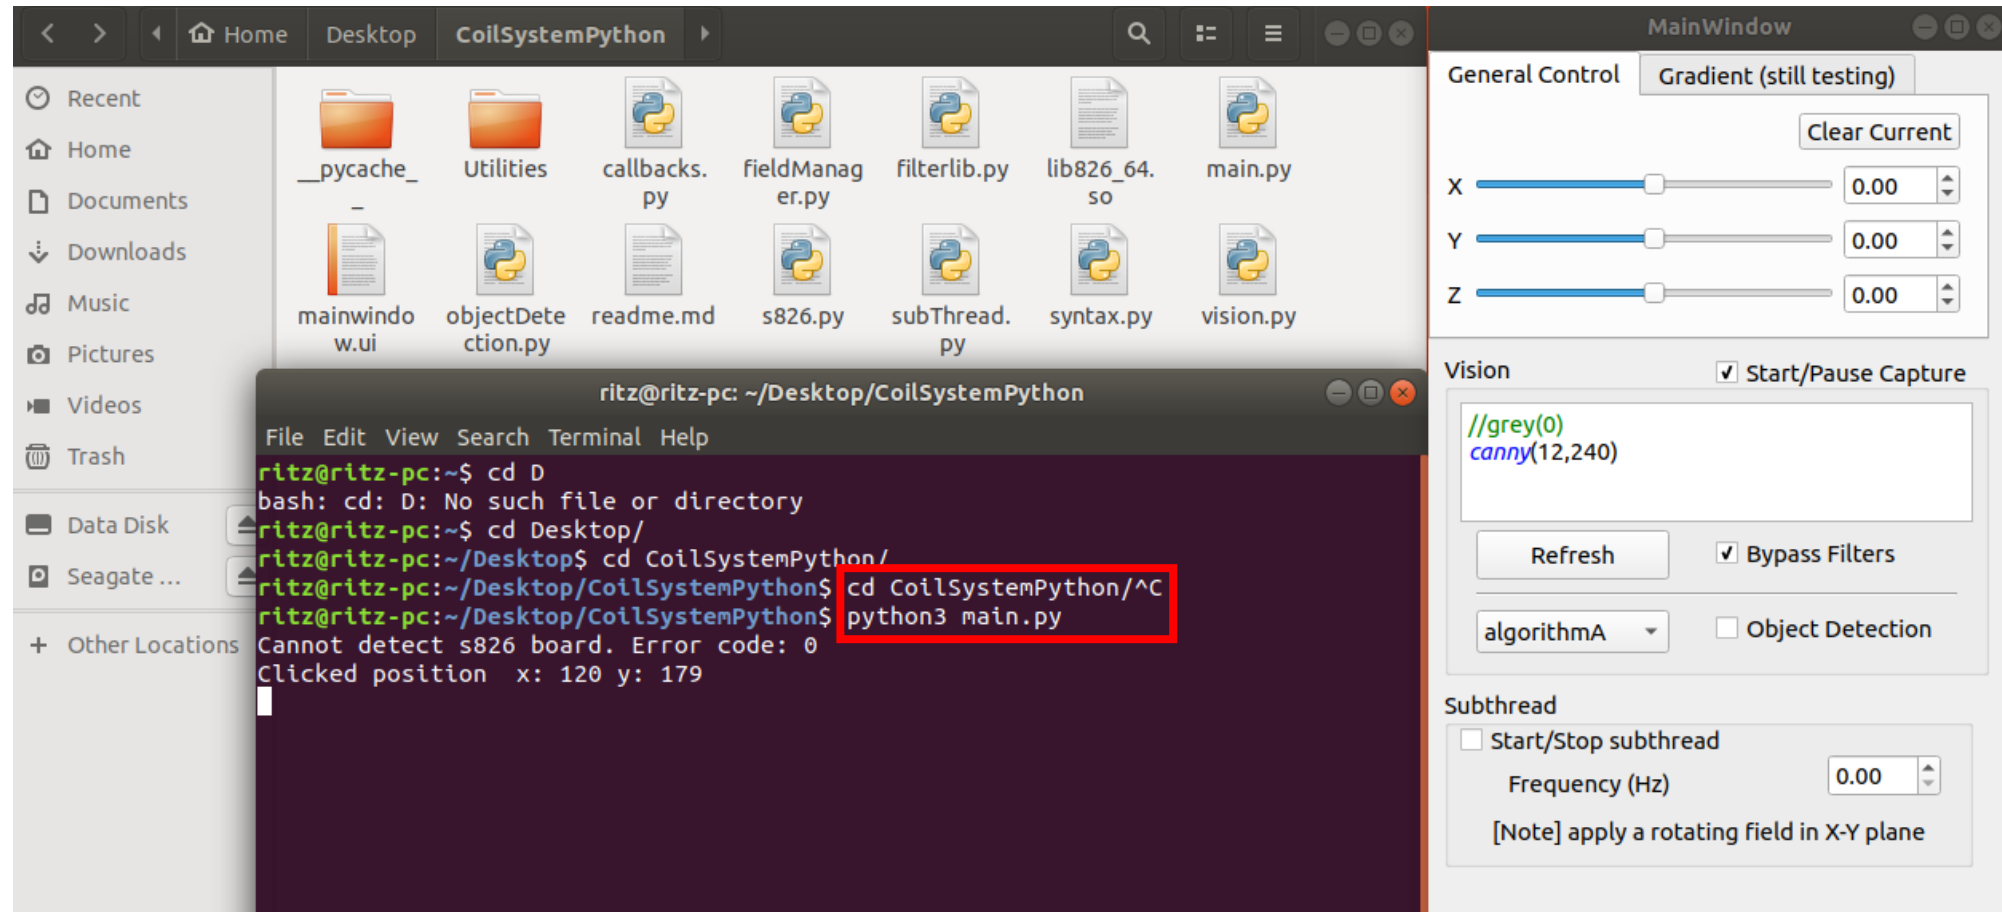 Home Desktop CoilSystemPython
Recent
Home
Documents
Downloads
Music
Pictures
Videos
Trash
Data Disk
Seagate ...
+ Other Locations
__pycache_
_
Utilities
callbacks.
py
fieldManag
er.py
filterlib.py
lib826_64.
so
main.py
mainwindo
w.ui
objectDete
ction.py
readme.md
s826.py
subThread.
py
syntax.py
vision.py
ritz@ritz-pc: ~/Desktop/CoilSystemPython
File Edit View Search Terminal Help
ritz@ritz-pc:~$ cd D
bash: cd: D: No such file or directory
ritz@ritz-pc:~$ cd Desktop/
ritz@ritz-pc:~/Desktop$ cd CoilSystemPython/
ritz@ritz-pc:~/Desktop/CoilSystemPython$ cd CoilSystemPython/^C
ritz@ritz-pc:~/Desktop/CoilSystemPython$ python3 main.py
Cannot detect s826 board. Error code: 0
Clicked position  x: 120 y: 179
MainWindow
General Control
Gradient (still testing)
Clear Current
X 0.00
Y 0.00
Z 0.00
Vision
Start/Pause Capture
//grey(0)
canny(12,240)
Refresh
Bypass Filters
algorithmA
Object Detection
Subthread
Start/Stop subthread
Frequency (Hz) 0.00
[Note] apply a rotating field in X-Y plane